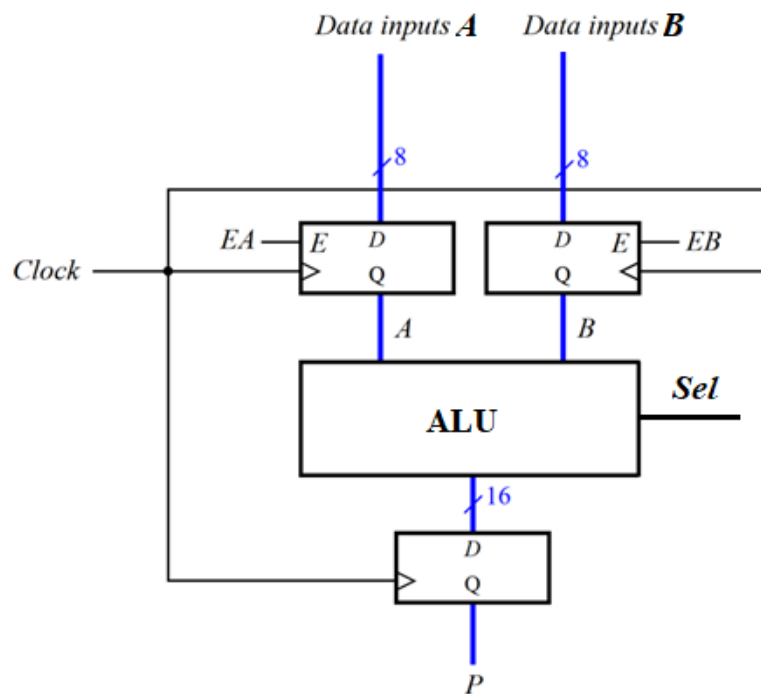 Data inputs A Data inputs B
8 8
EA E D D E EB
Clock Q Q
A B
Sel
ALU
16
D
Q
P